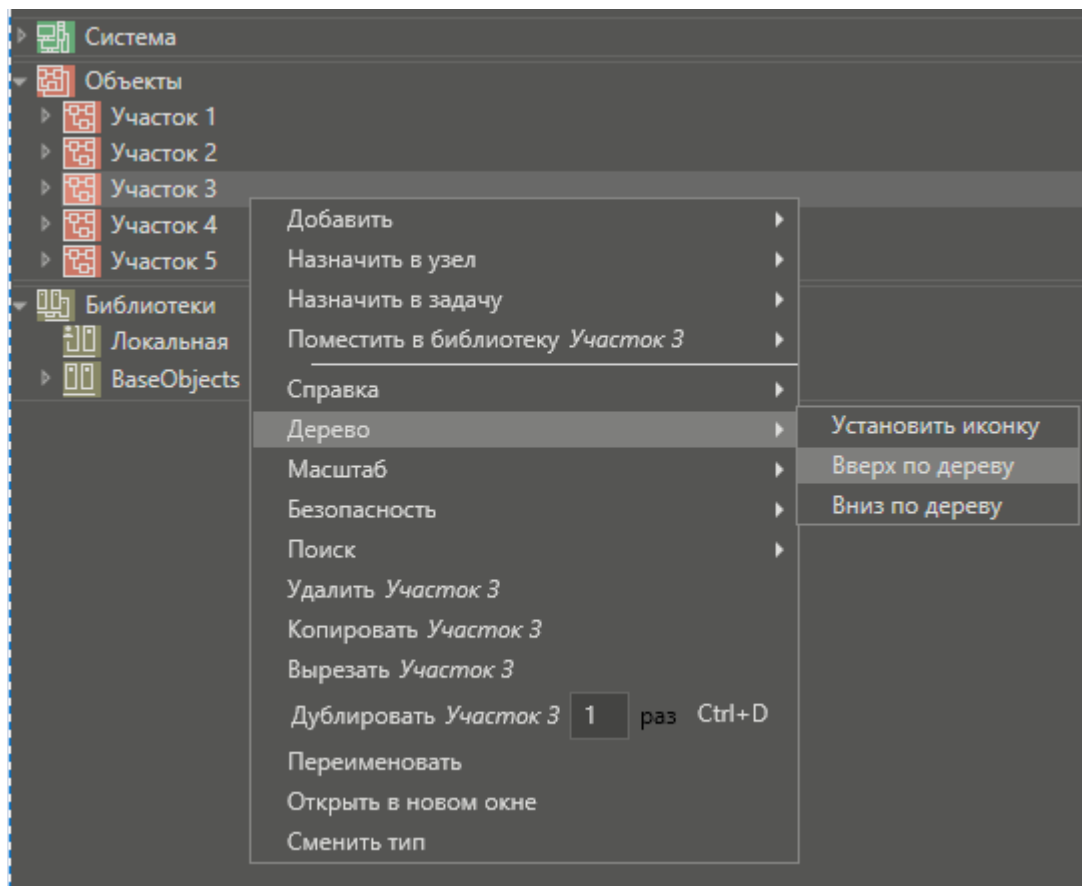 Система
Объекты
Участок 1
Участок 2
Участок 3
Участок 4
Участок 5
Библиотеки
Локальная
BaseObjects
Добавить
Назначить в узел
Назначить в задачу
Поместить в библиотеку Участок 3
Справка
Дерево
Масштаб
Безопасность
Поиск
Удалить Участок 3
Копировать Участок 3
Вырезать Участок 3
Дублировать Участок 3 1 раз Ctrl+D
Переименовать
Открыть в новом окне
Сменить тип
Установить иконку
Вверх по дереву
Вниз по дереву